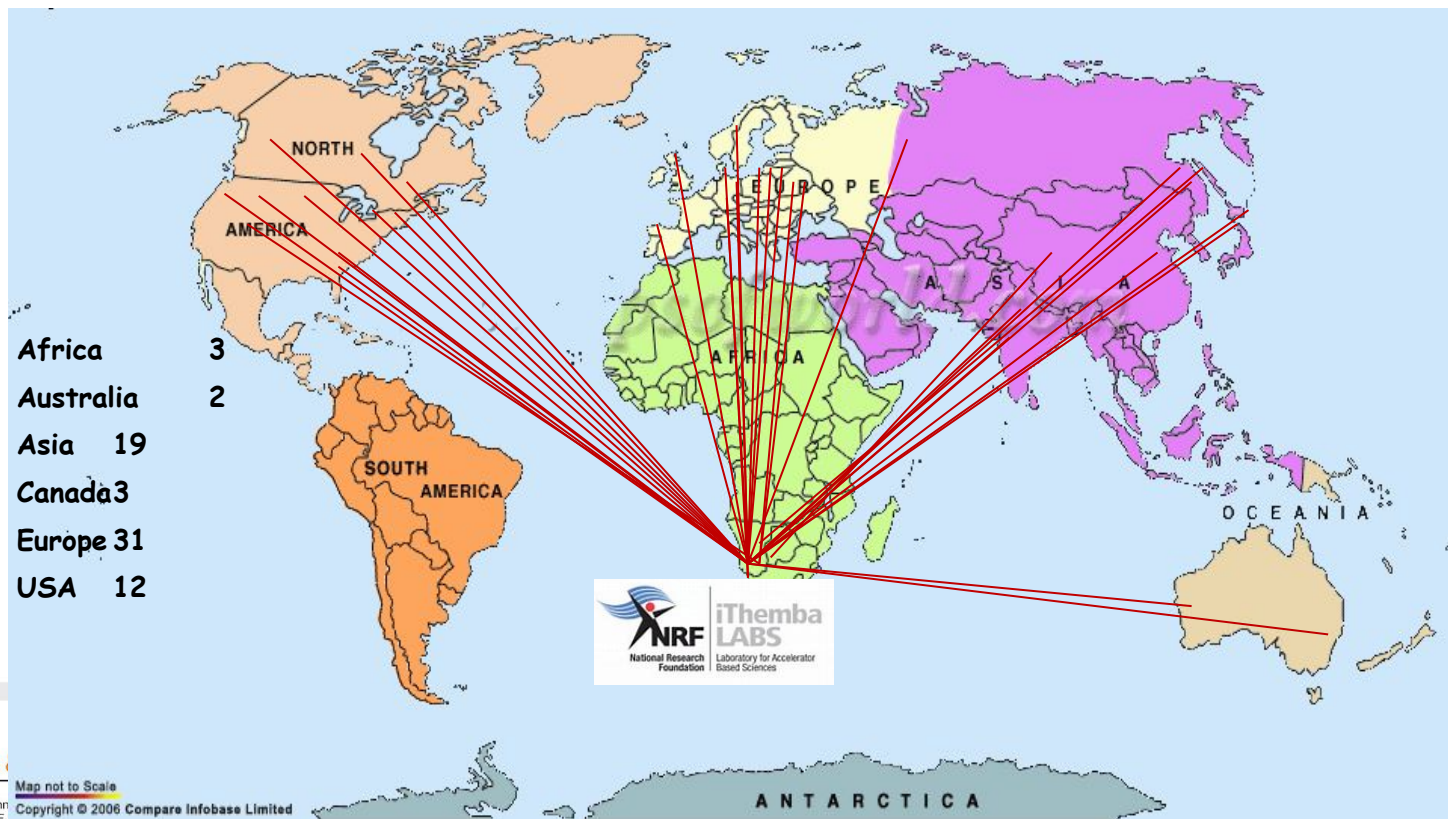 NORTH
AMERICA
EUROPE
ASIA
AFRICA
Africa 3
Australia 2
Asia 19
Canada3
Europe 31
USA 12
SOUTH
AMERICA
OCEANIA
NRF
National Research
Foundation
iThemba
LABS
Laboratory for Accelerator
Based Sciences
Map not to Scale
Copyright © 2006 Compare Infobase Limited
ANTARCTICA